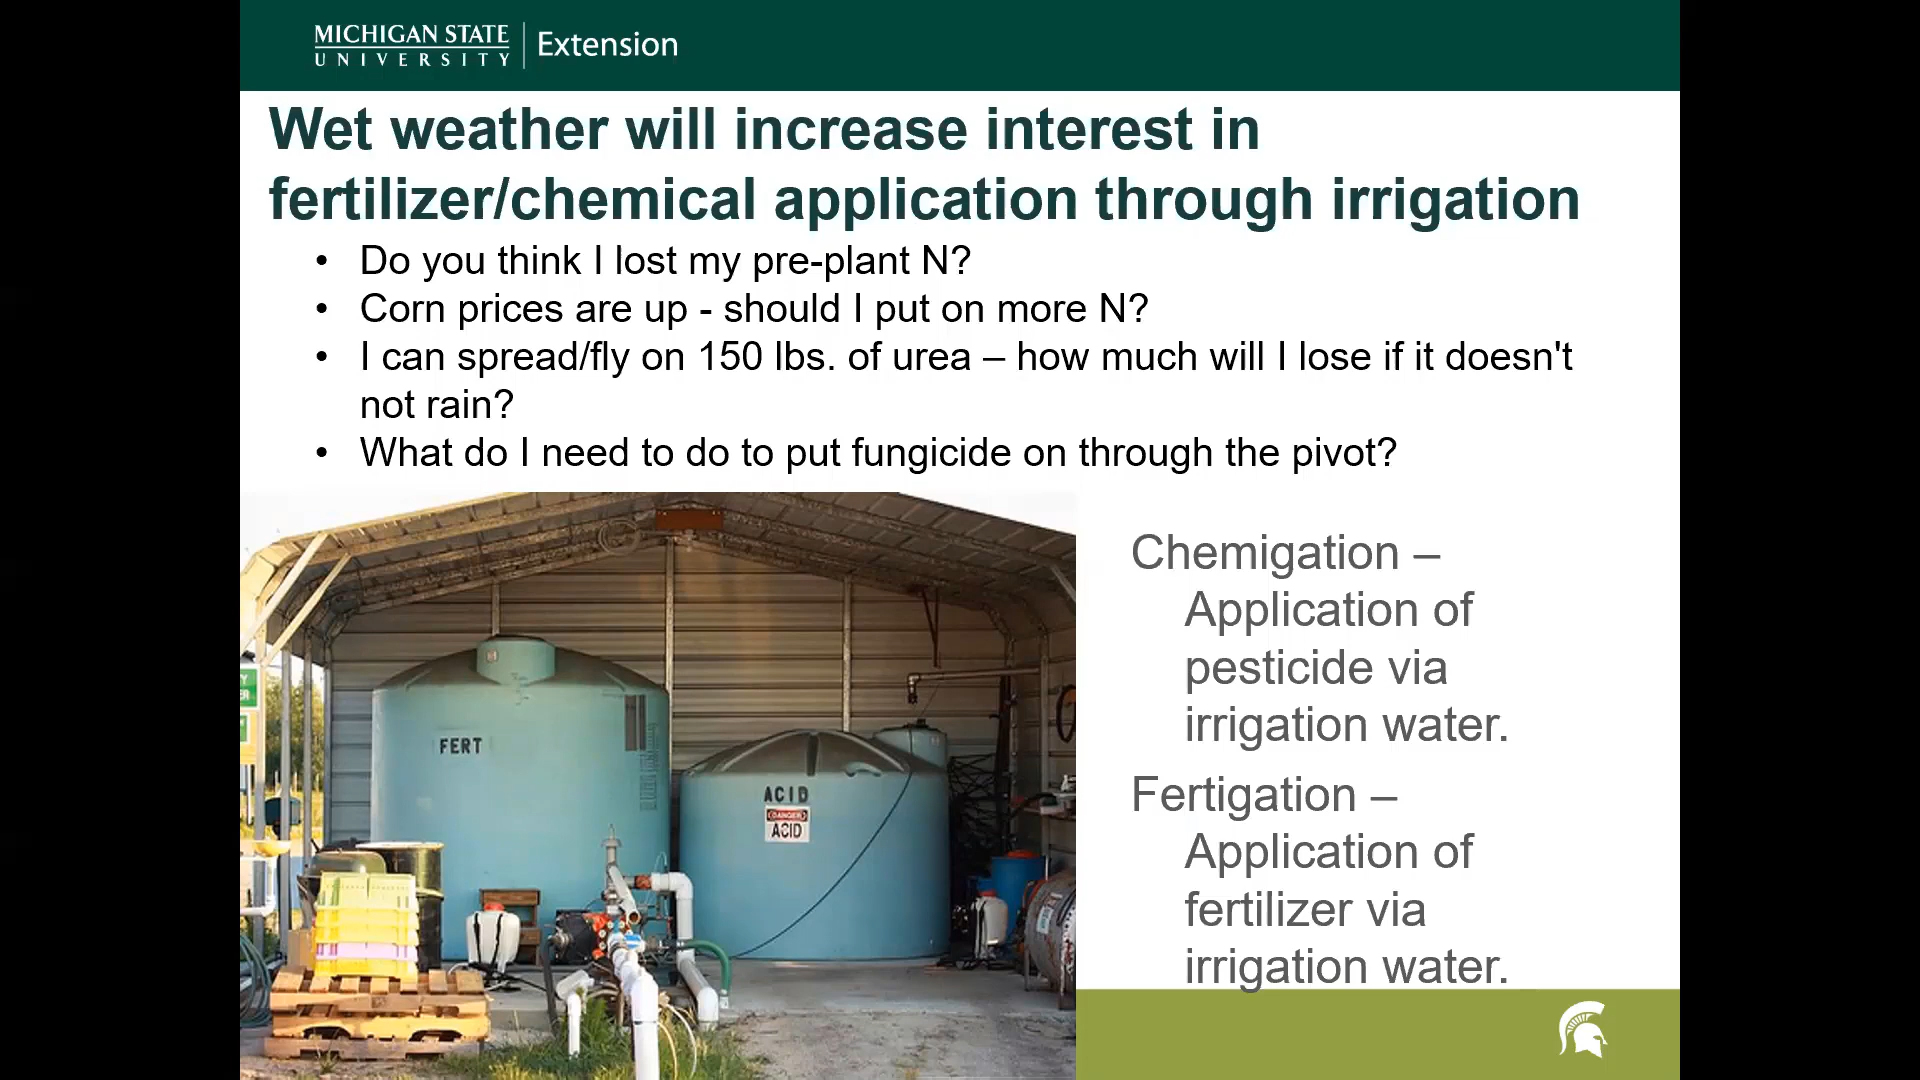 MICHIGAN STATE
UNIVERSITY
Extension
Wet weather will increase interest in
fertilizer/chemical application through irrigation
• Do you think I lost my pre-plant N?
• Corn prices are up - should I put on more N?
• I can spread/fly on 150 lbs. of urea – how much will I lose if it doesn't
not rain?
• What do I need to do to put fungicide on through the pivot?
FERT
ACID
DANGER
ACID
Chemigation –
Application of
pesticide via
irrigation water.
Fertigation –
Application of
fertilizer via
irrigation water.